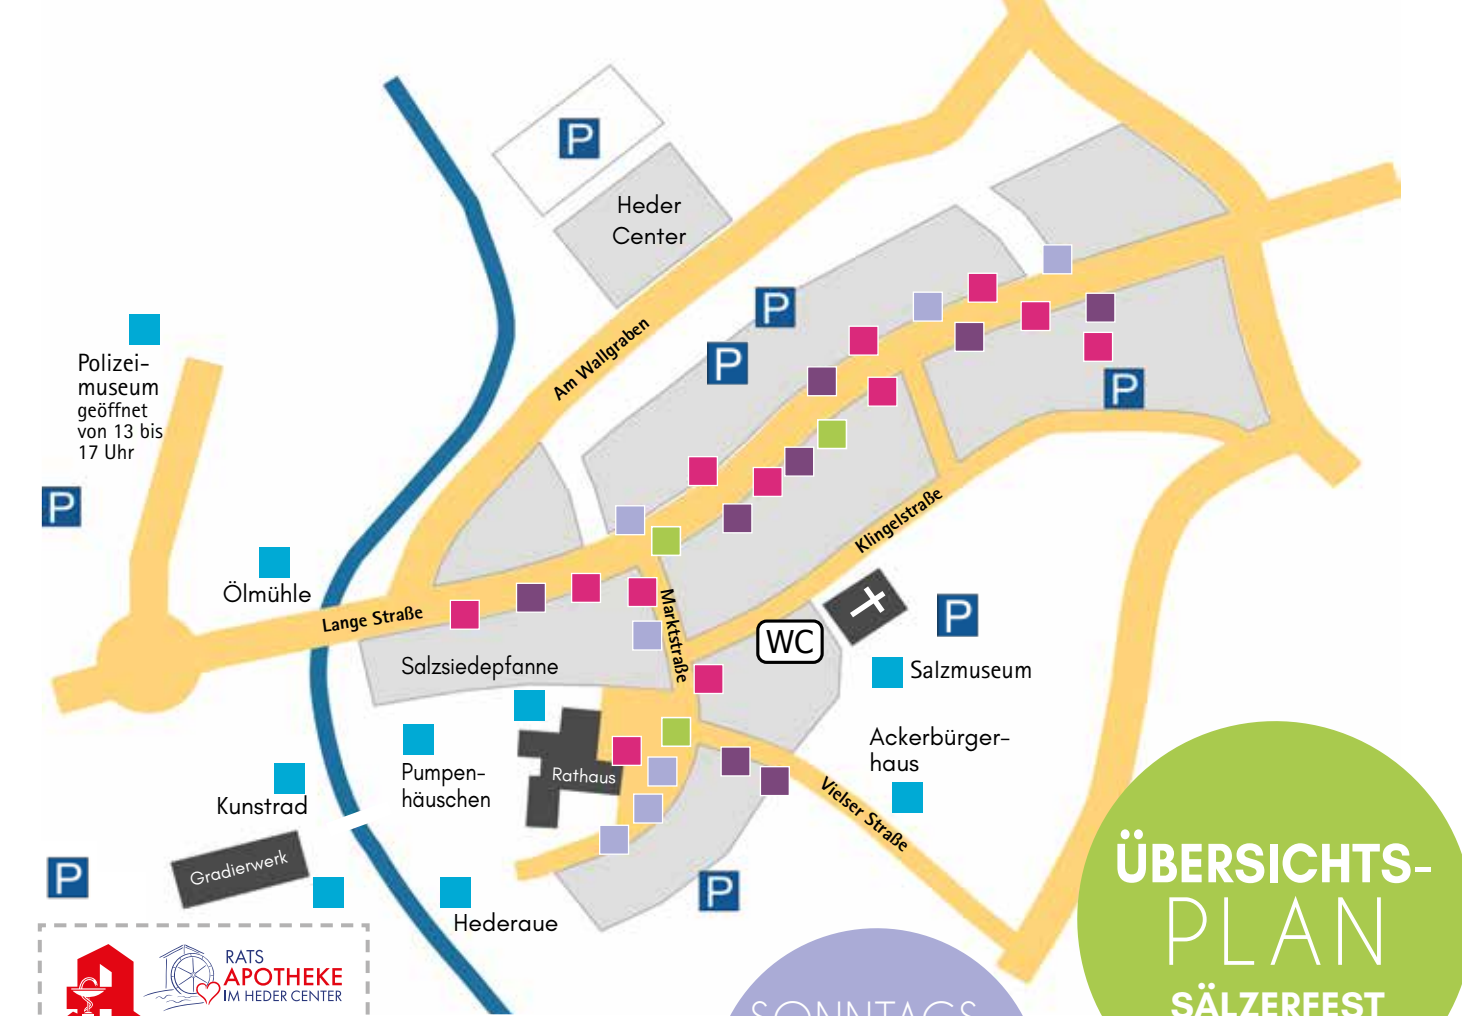 P
Heder
Center
P
P
Am Wallgraben
P
Polizei-
museum
geöffnet
von 13 bis
17 Uhr
P
Ölmühle
Lange Straße
Klingelstraße
Marktstraße
WC
P
Salzsiedepfanne
Salzmuseum
Pumpen-
häuschen
Rathaus
Ackerbürger-
haus
Vielser Straße
Kunstrad
Gradierwerk
P
P
Hederaue
RATS
APOTHEKE
IM HEDER CENTER
SONNTAGS
ÜBERSICHTS-
PLAN
SÄLZERFEST